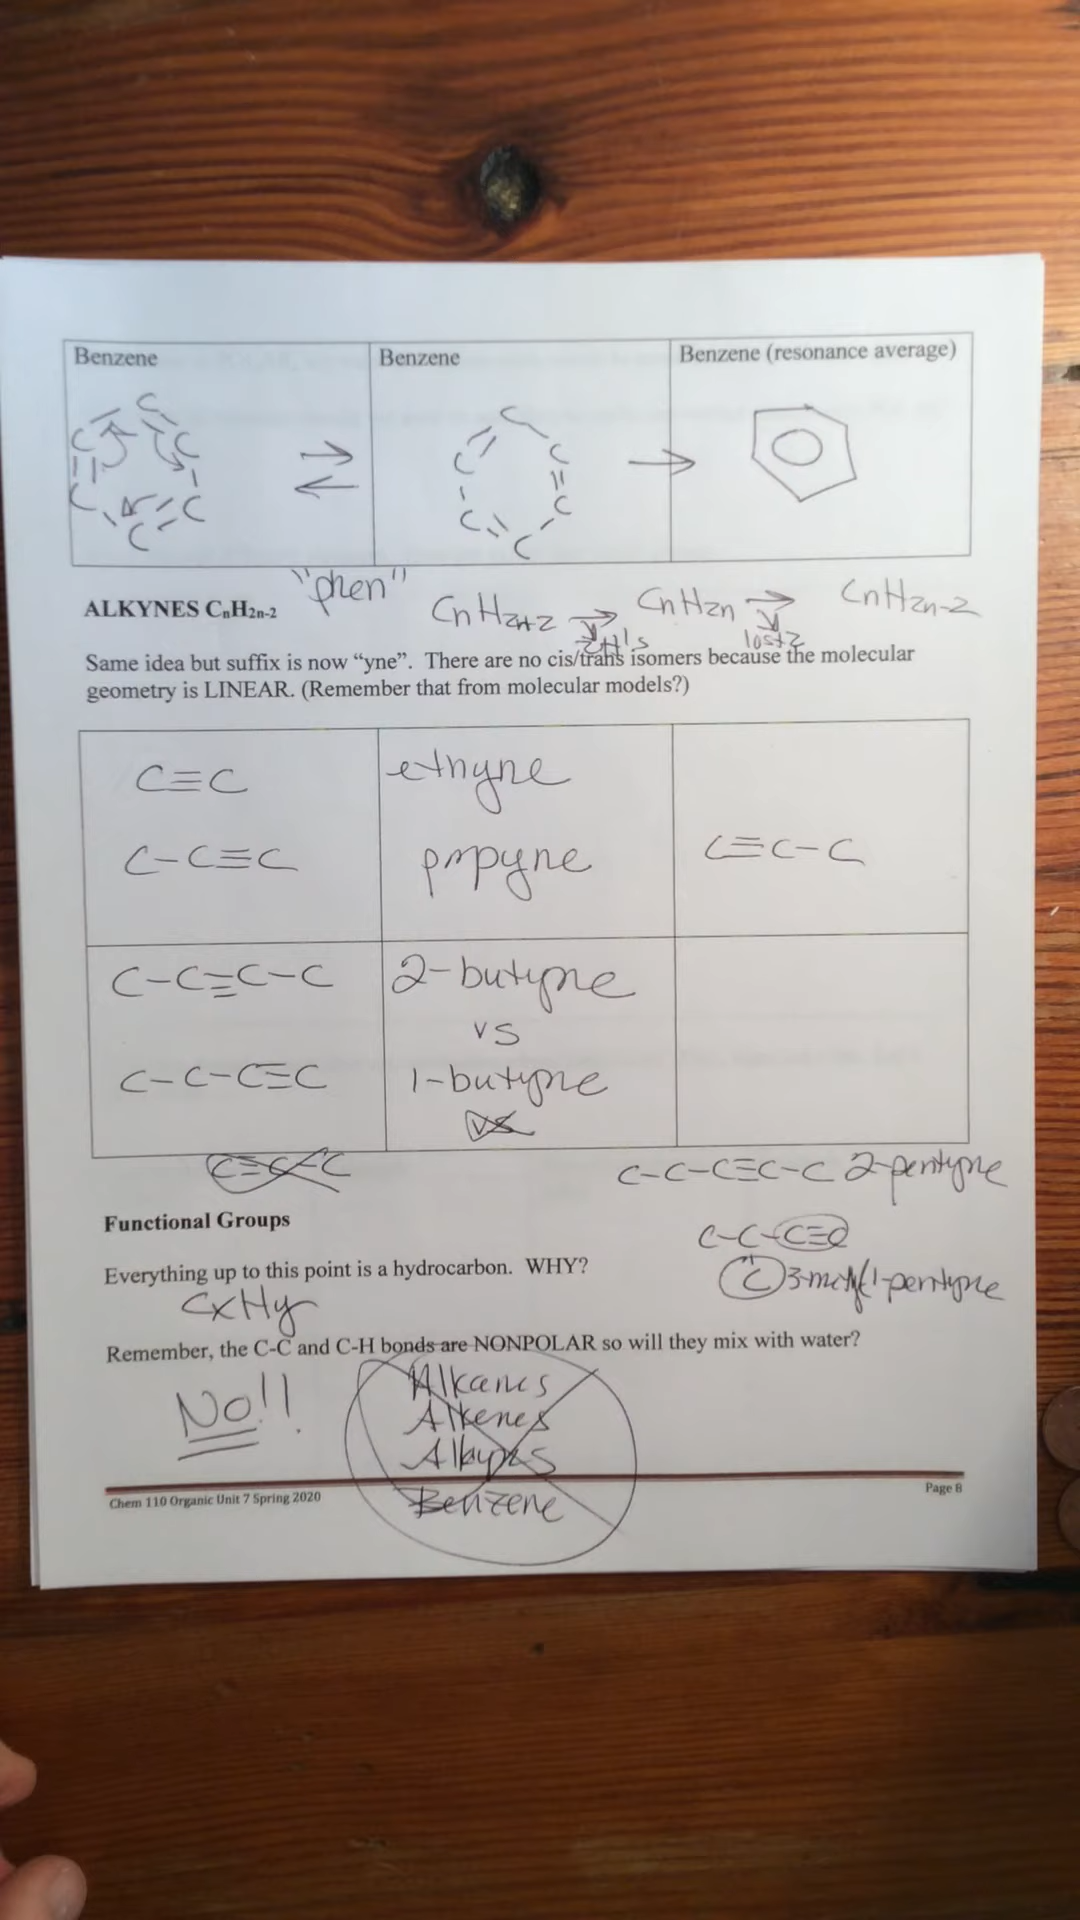 Benzene
Benzene
Benzene (resonance average)
"phen"
ALKYNES CnH2n-2
CnH2n+2 → CnH2n → CnH2n-2
2H's
lost 2
Same idea but suffix is now “yne”. There are no cis/trans isomers because the molecular
geometry is LINEAR. (Remember that from molecular models?)
C≡C
ethyne
C-C≡C
propyne
C≡C-C
C-C≡C-C
2-butyne
vs
C-C-C≡C
1-butyne
vs
C≡C-C
C-C-C≡C-C 2-pentyne
Functional Groups
C-C-C≡C
Everything up to this point is a hydrocarbon. WHY?
C 3-methyl 1-pentyne
CxHy
Remember, the C-C and C-H bonds are NONPOLAR so will they mix with water?
No!!
Alkanes
Alkenes
Alkynes
Benzene
Chem 110 Organic Unit 7 Spring 2020
Page 8